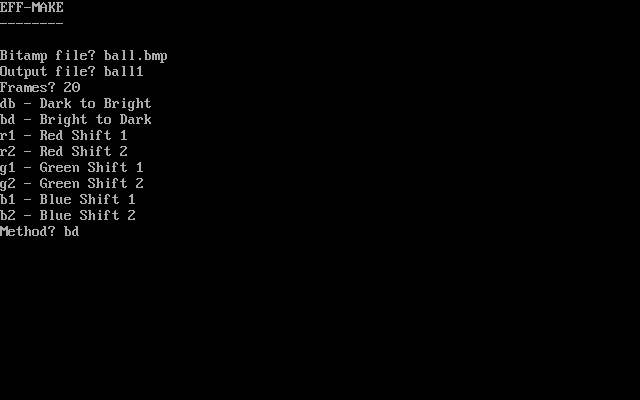 EFF-MAKE
--------
Bitamp file? ball.bmp
Output file? ball1
Frames? 20
db - Dark to Bright
bd - Bright to Dark
r1 - Red Shift 1
r2 - Red Shift 2
g1 - Green Shift 1
g2 - Green Shift 2
b1 - Blue Shift 1
b2 - Blue Shift 2
Method? bd